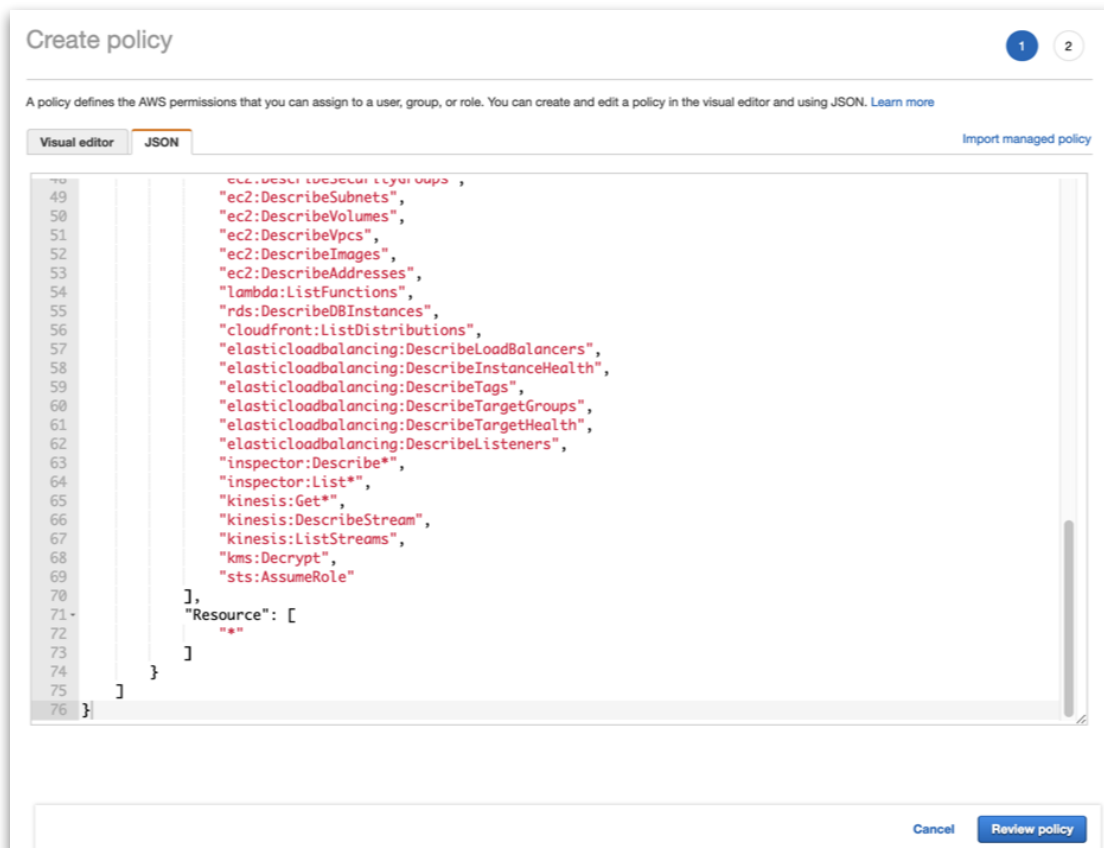 Create policy
1
2
A policy defines the AWS permissions that you can assign to a user, group, or role. You can create and edit a policy in the visual editor and using JSON. Learn more
Visual editor
JSON
Import managed policy
48 "ec2:DescribeSecurityGroups",
49 "ec2:DescribeSubnets",
50 "ec2:DescribeVolumes",
51 "ec2:DescribeVpcs",
52 "ec2:DescribeImages",
53 "ec2:DescribeAddresses",
54 "lambda:ListFunctions",
55 "rds:DescribeDBInstances",
56 "cloudfront:ListDistributions",
57 "elasticloadbalancing:DescribeLoadBalancers",
58 "elasticloadbalancing:DescribeInstanceHealth",
59 "elasticloadbalancing:DescribeTags",
60 "elasticloadbalancing:DescribeTargetGroups",
61 "elasticloadbalancing:DescribeTargetHealth",
62 "elasticloadbalancing:DescribeListeners",
63 "inspector:Describe*",
64 "inspector:List*",
65 "kinesis:Get*",
66 "kinesis:DescribeStream",
67 "kinesis:ListStreams",
68 "kms:Decrypt",
69 "sts:AssumeRole"
70 ],
71 "Resource": [
72 "*"
73 ]
74 }
75 ]
76 }
Cancel
Review policy